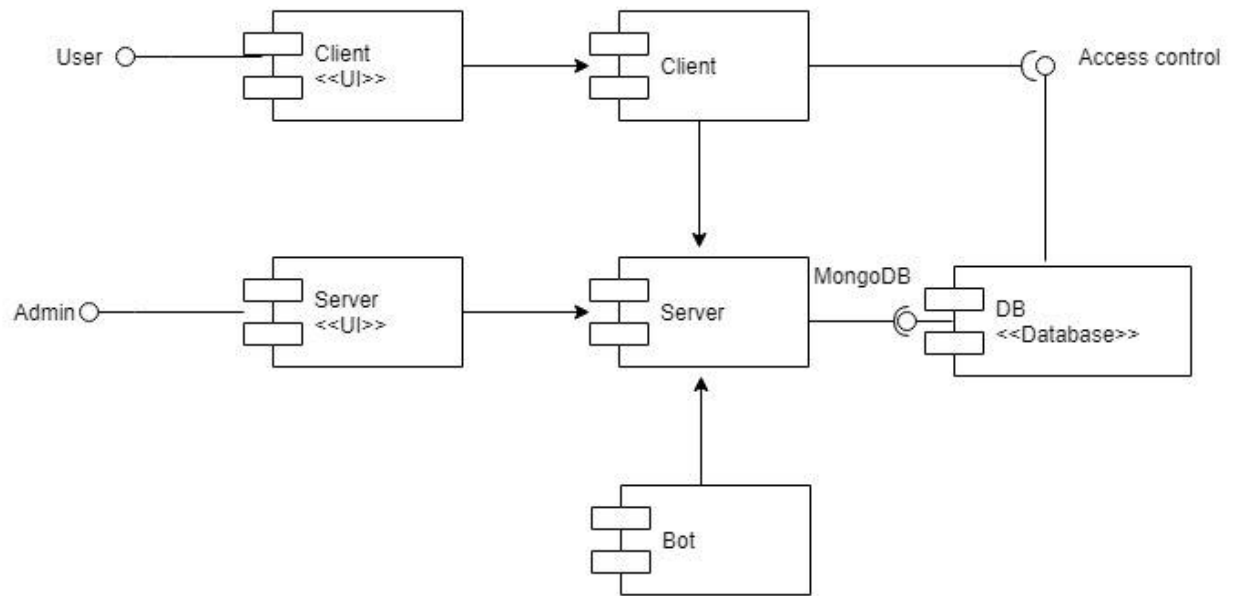 User
Client
<<UI>>
Client
Access control
Admin
Server
<<UI>>
Server
MongoDB
DB
<<Database>>
Bot